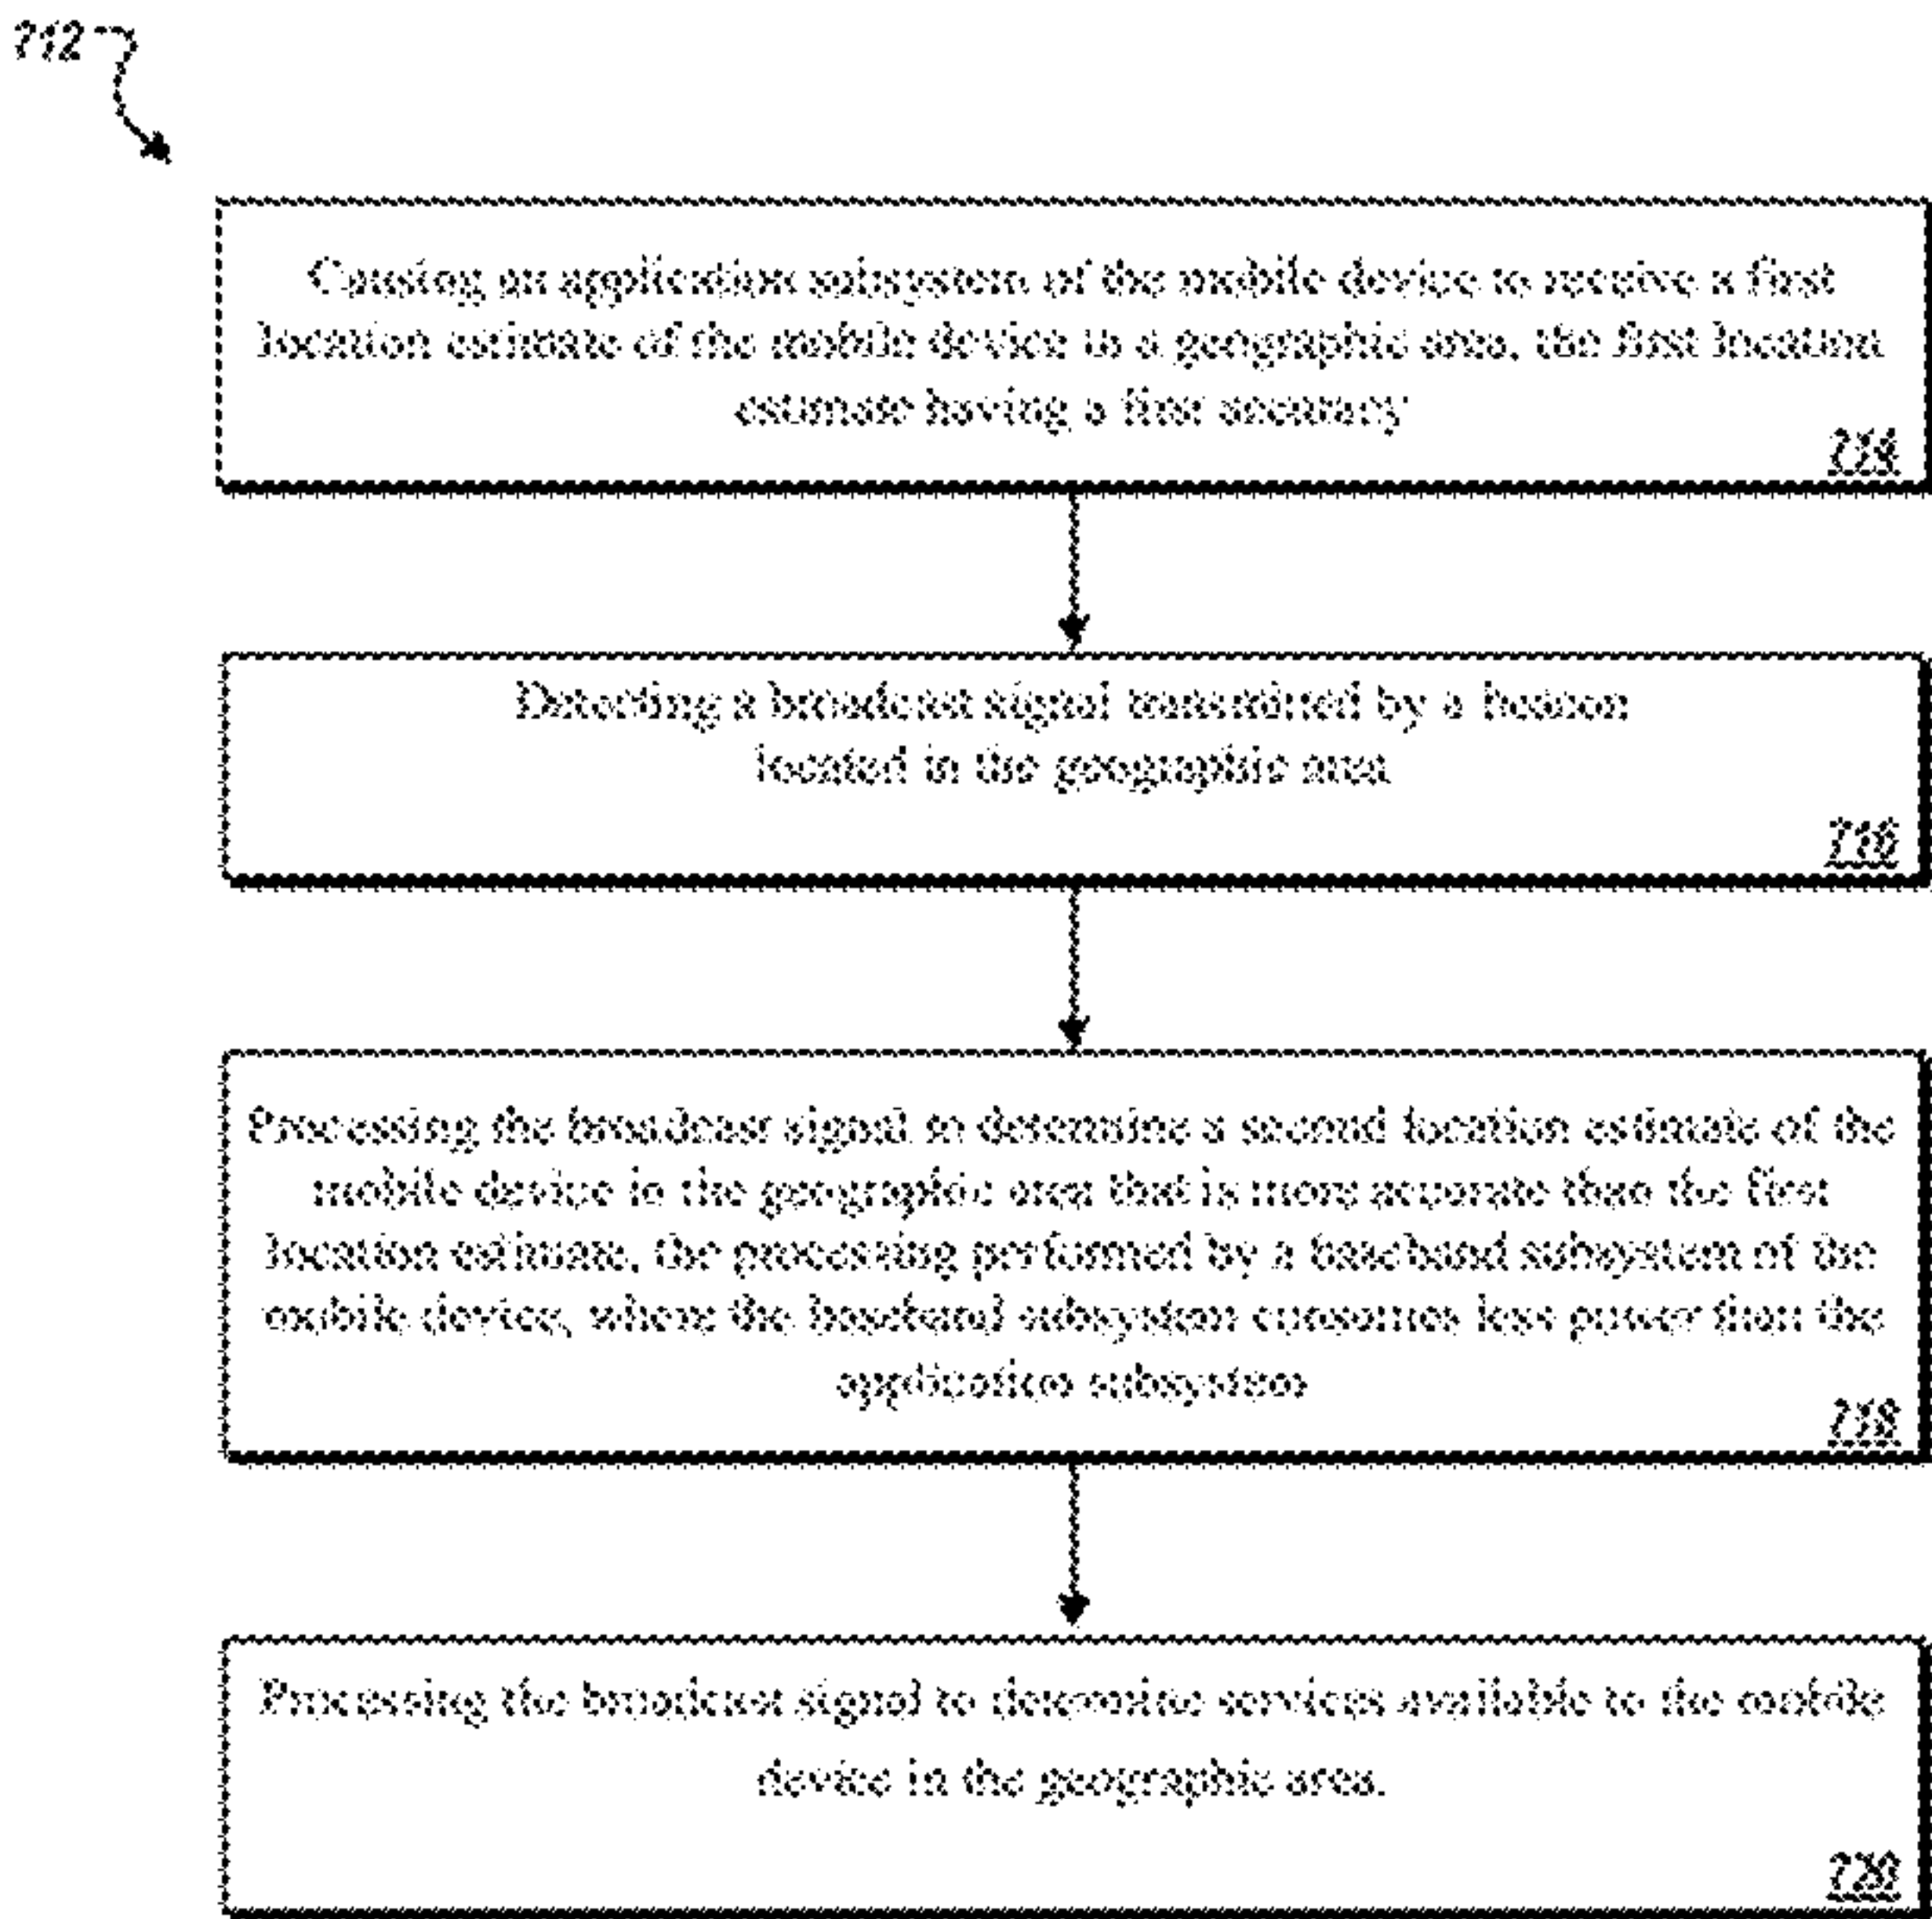 712
Causing an application subsystem of the mobile device to receive a first
location estimate of the mobile device in a geographic area, the first location
estimate having a first accuracy
714
Detecting a broadcast signal transmitted by a beacon
located in the geographic area
716
Processing the broadcast signal to determine a second location estimate of the
mobile device in the geographic area that is more accurate than the first
location estimate, the processing performed by a baseband subsystem of the
mobile device, where the baseband subsystem consumes less power than the
application subsystem
718
Processing the broadcast signal to determine services available to the mobile
device in the geographic area.
720